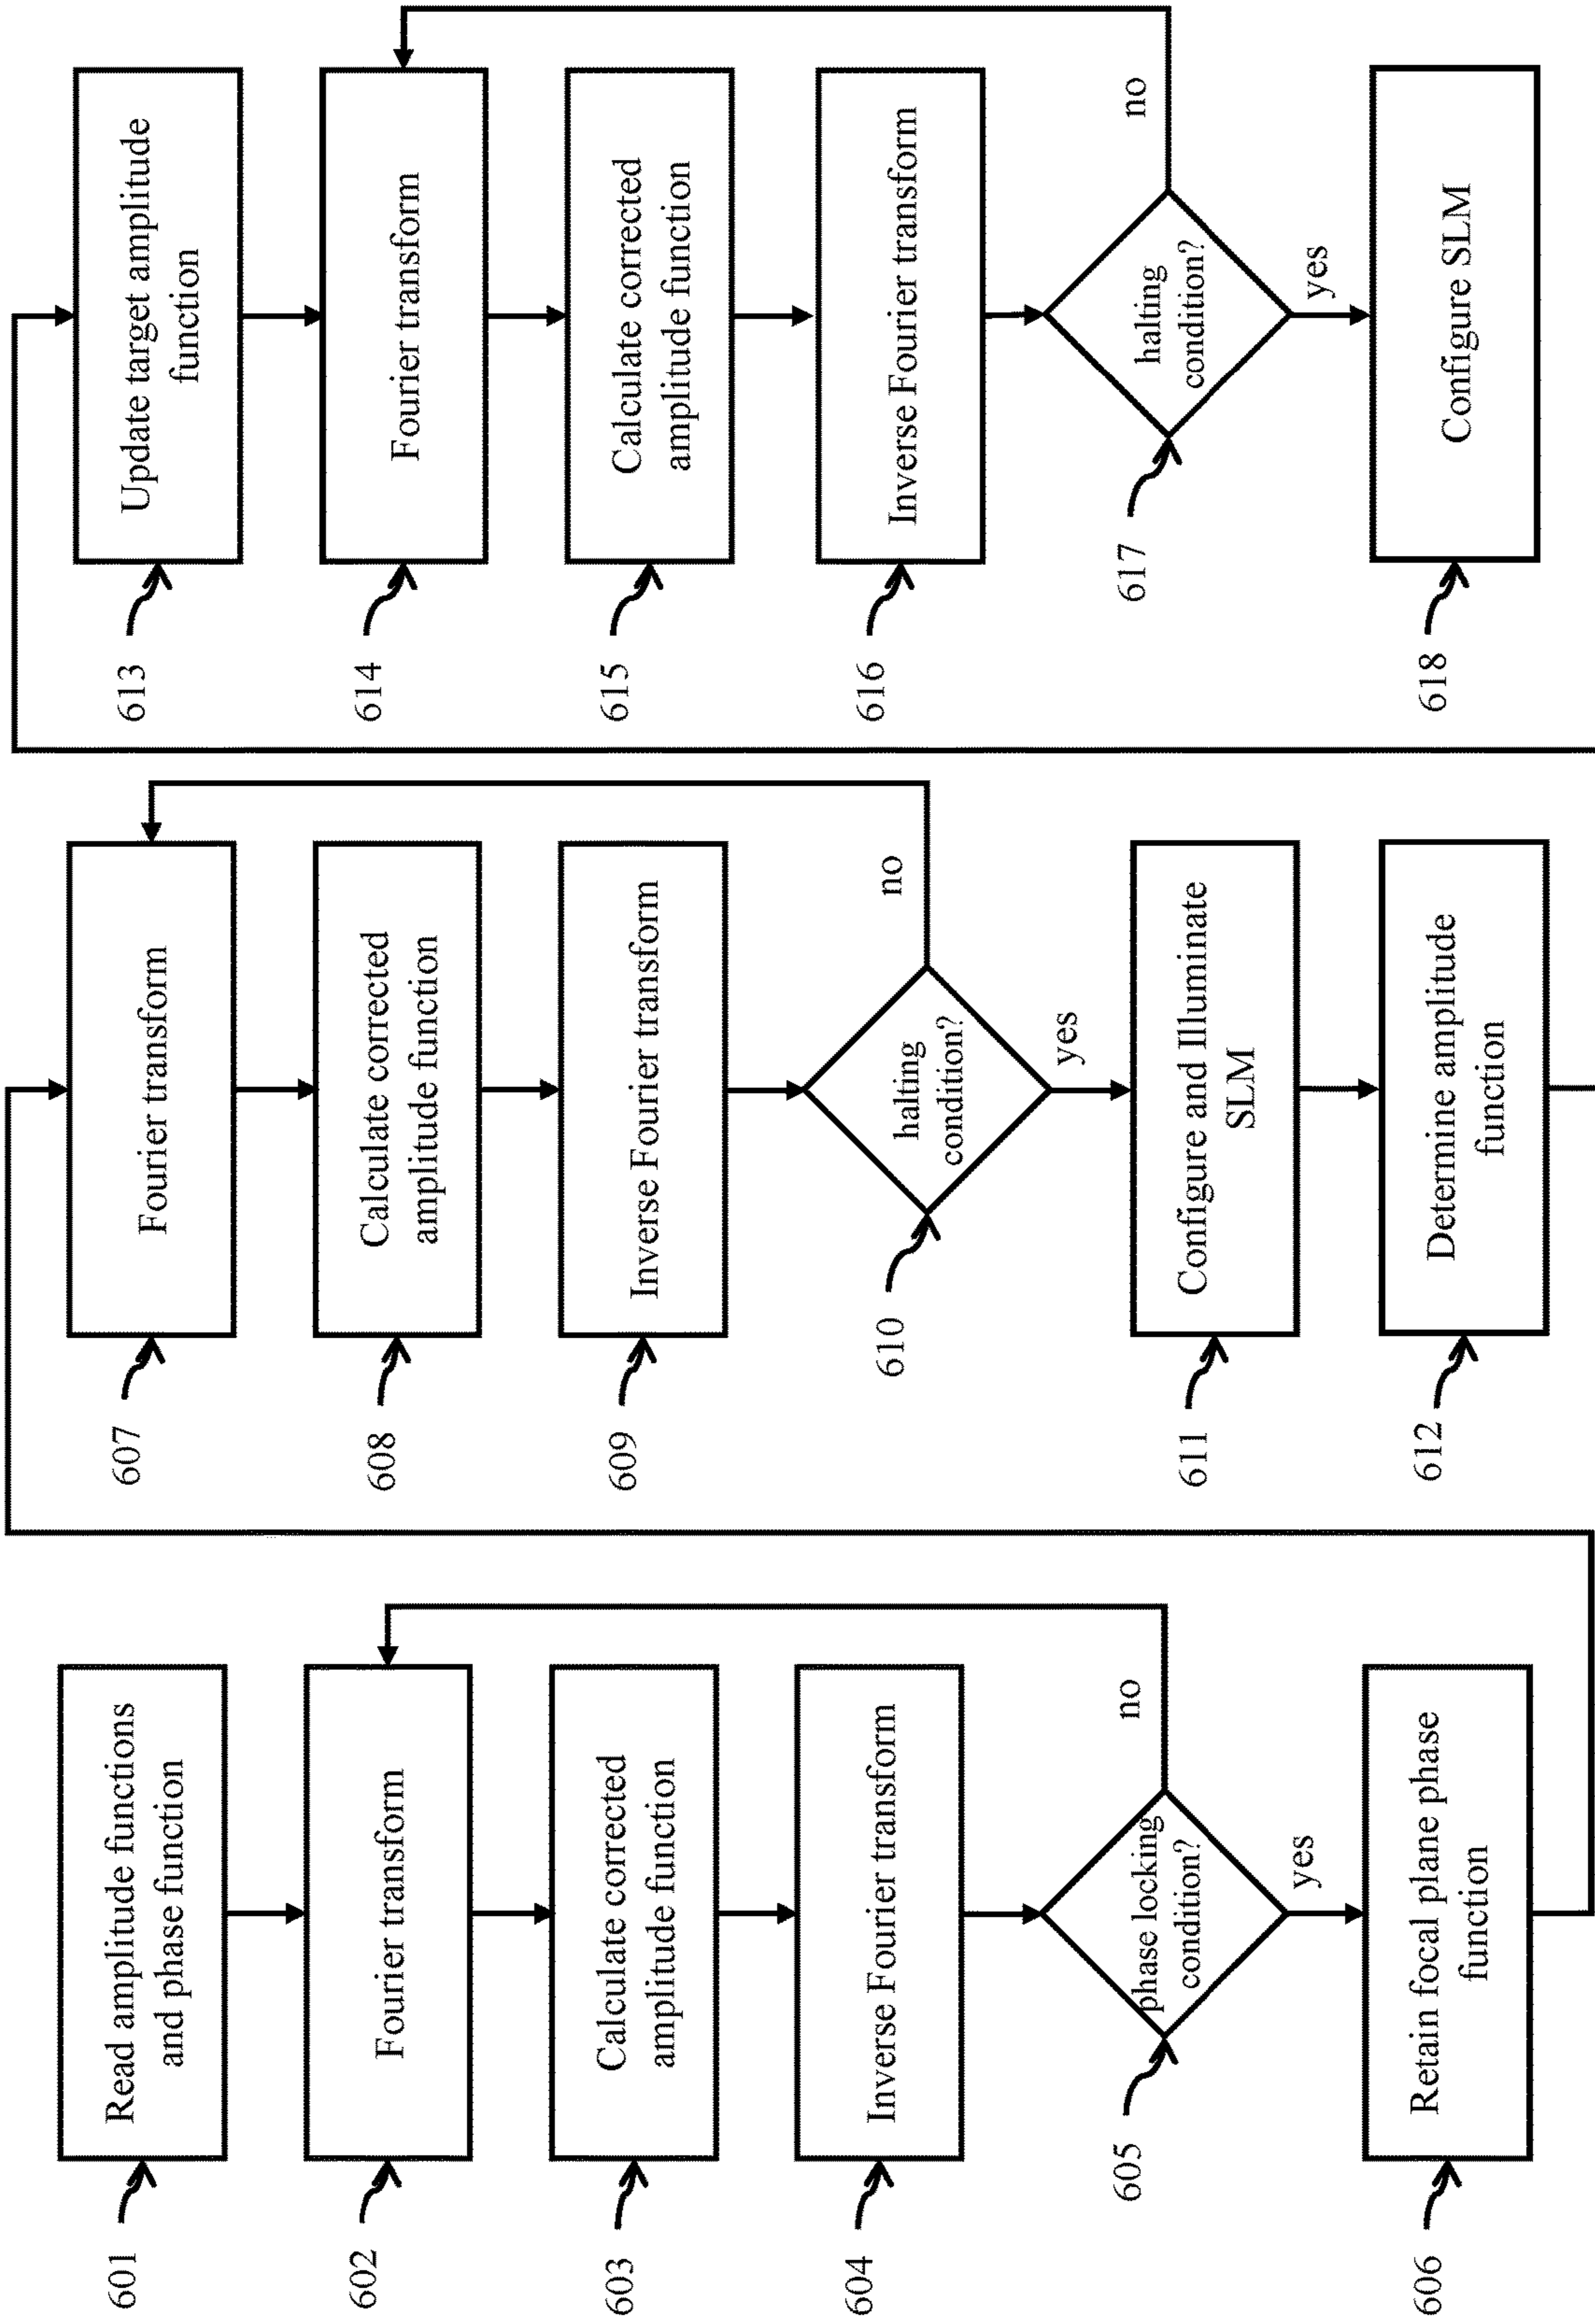 601
Read amplitude functions
and phase function
602
Fourier transform
603
Calculate corrected
amplitude function
604
Inverse Fourier transform
605
phase locking
condition?
no
yes
606
Retain focal plane phase
function
607
Fourier transform
608
Calculate corrected
amplitude function
609
Inverse Fourier transform
610
halting
condition?
no
yes
611
Configure and Illuminate
SLM
612
Determine amplitude
function
613
Update target amplitude
function
614
Fourier transform
615
Calculate corrected
amplitude function
616
Inverse Fourier transform
617
halting
condition?
no
yes
618
Configure SLM